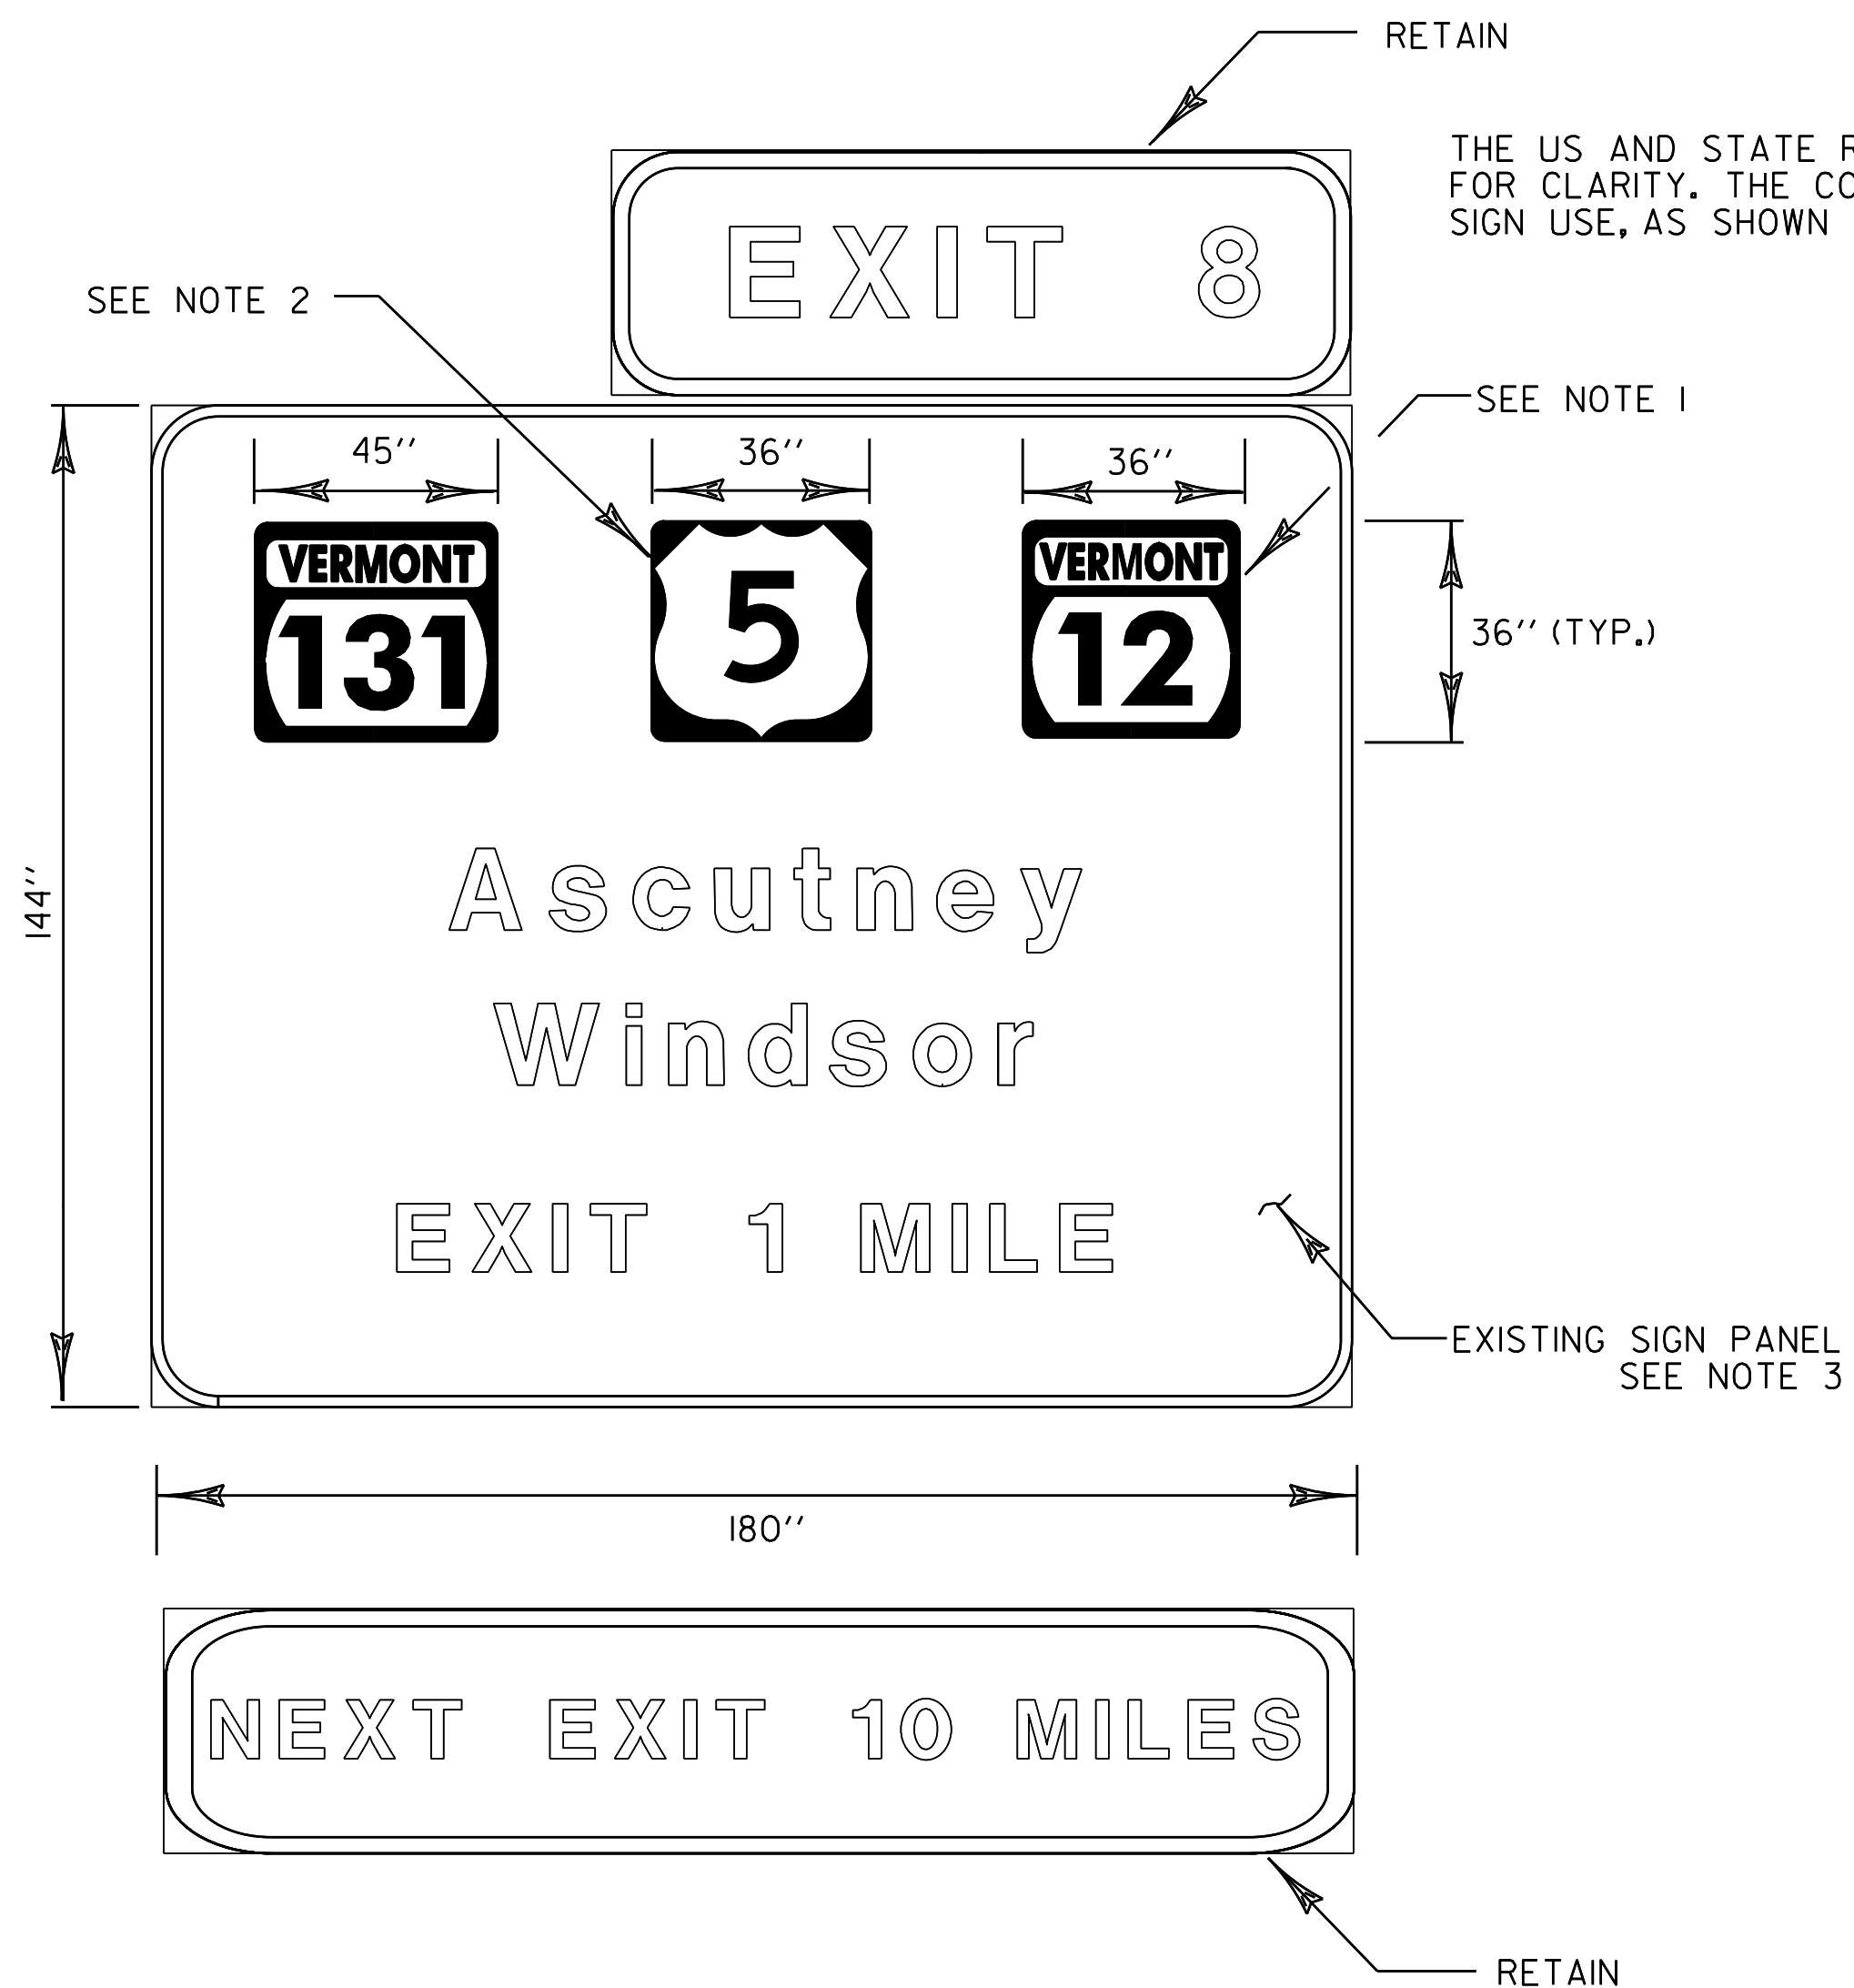 RETAIN
THE US AND STATE
FOR CLARITY. THE
SIGN USE, AS SHOWN
EXIT 8
SEE NOTE 2
SEE NOTE 1
45''
36''
36''
VERMONT
131
5
VERMONT
12
36'' (TYP.)
144''
Ascutney
Windsor
EXIT 1 MILE
EXISTING SIGN PANEL
SEE NOTE 3
180''
NEXT EXIT 10 MILES
RETAIN